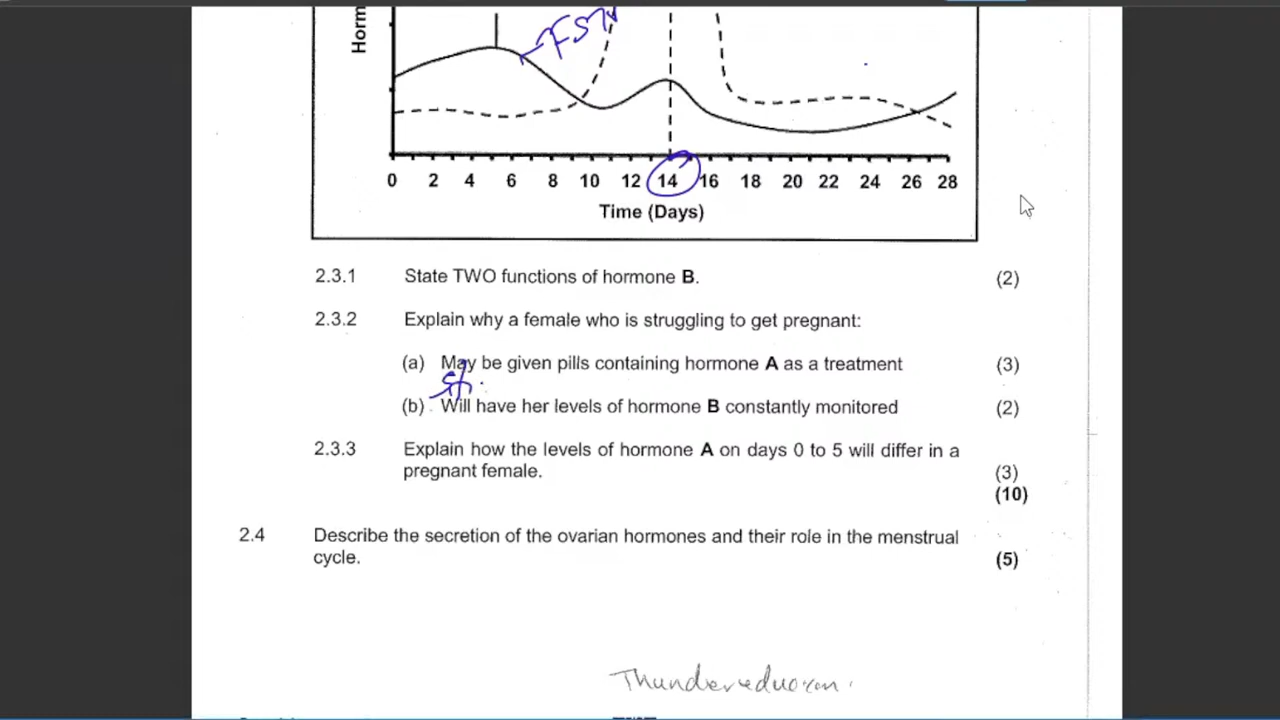 Horm
FSH
0 2 4 6 8 10 12 14 16 18 20 22 24 26 28
Time (Days)
2.3.1 State TWO functions of hormone B. (2)
2.3.2 Explain why a female who is struggling to get pregnant:
(a) May be given pills containing hormone A as a treatment (3)
(b) Will have her levels of hormone B constantly monitored (2)
2.3.3 Explain how the levels of hormone A on days 0 to 5 will differ in a
pregnant female. (3)
(10)
2.4 Describe the secretion of the ovarian hormones and their role in the menstrual
cycle. (5)